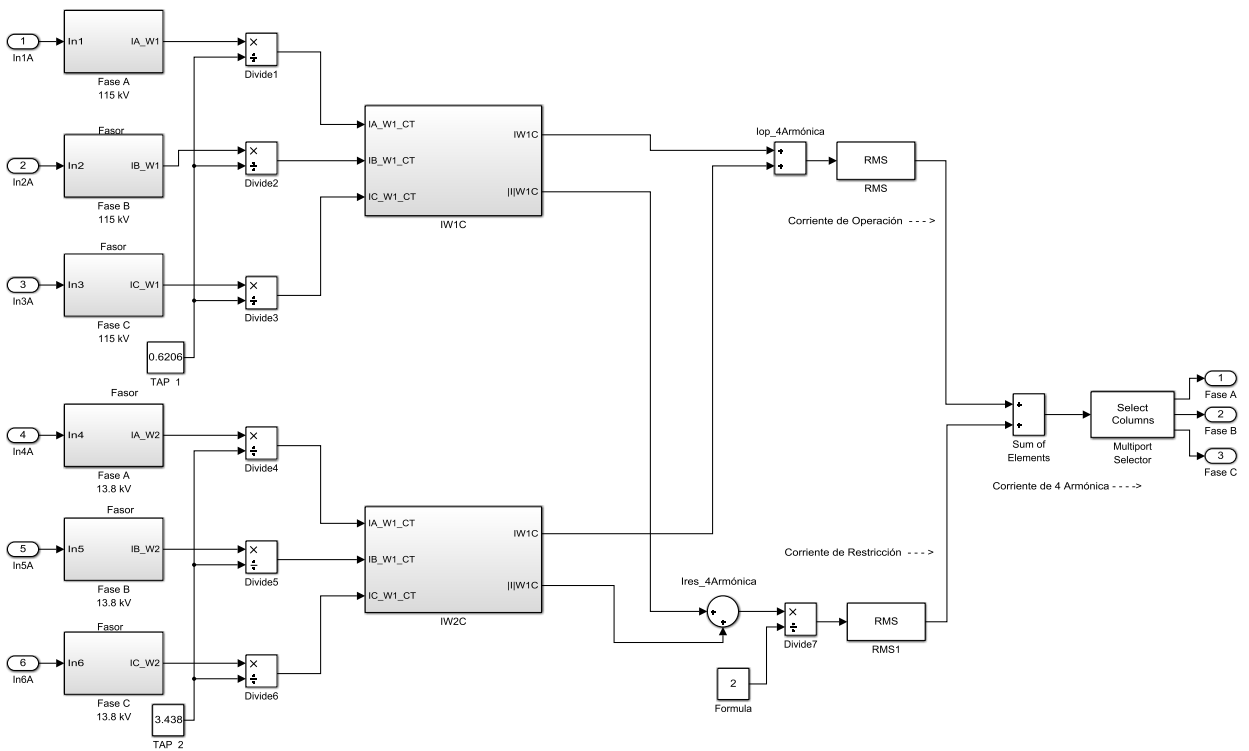 1
In1A
In1
IA_W1
Fase A
115 kV
×
÷
Divide1
Fasor
2
In2A
In2
IB_W1
Fase B
115 kV
×
÷
Divide2
Fasor
3
In3A
In3
IC_W1
Fase C
115 kV
×
÷
Divide3
0.6206
TAP 1
IA_W1_CT
IB_W1_CT
IC_W1_CT
IW1C
|I|W1C
IW1C
Fasor
4
In4A
In4
IA_W2
Fase A
13.8 kV
×
÷
Divide4
Fasor
5
In5A
In5
IB_W2
Fase B
13.8 kV
×
÷
Divide5
Fasor
6
In6A
In6
IC_W2
Fase C
13.8 kV
×
÷
Divide6
3.438
TAP 2
IA_W1_CT
IB_W1_CT
IC_W1_CT
IW1C
|I|W1C
IW2C
Iop_4Armónica
+
+
RMS
RMS
Corriente de Operación - - - >
Corriente de Restricción - - - >
Ires_4Armónica
+
+
×
÷
Divide7
2
Formula
RMS
RMS1
+
+
Sum of
Elements
Select
Columns
Multiport
Selector
Corriente de 4 Armónica - - - ->
1
Fase A
2
Fase B
3
Fase C